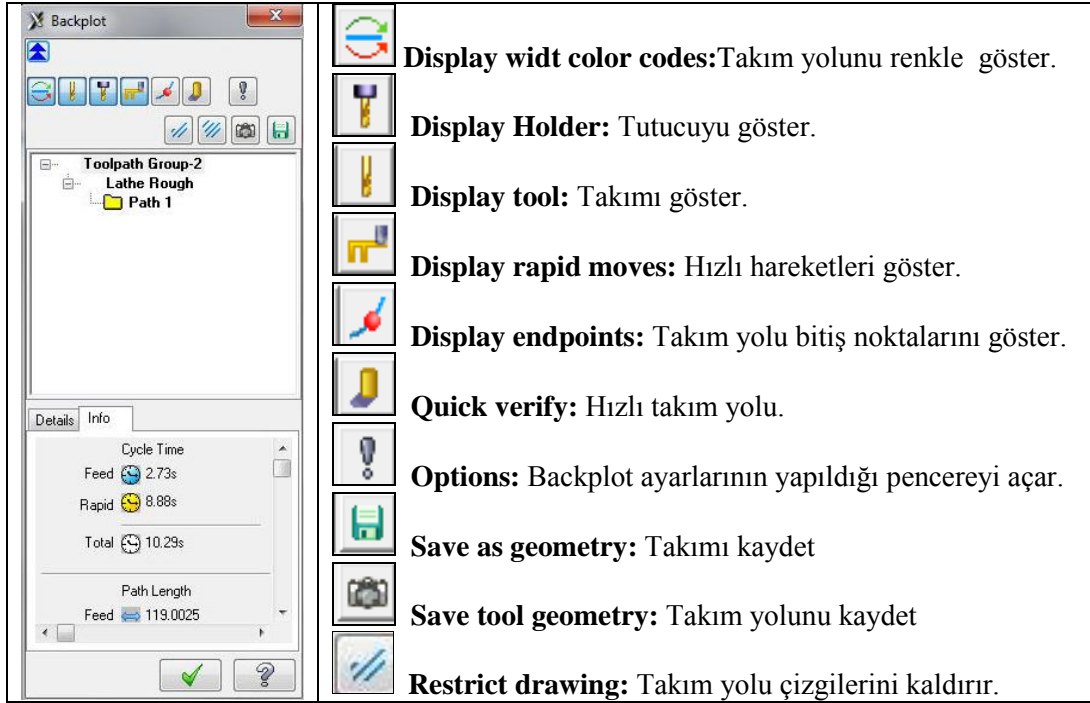 Backplot
Toolpath Group-2
Lathe Rough
Path 1
Details Info
Cycle Time
Feed 2.73s
Rapid 8.88s
Total 10.29s
Path Length
Feed 119.0025
Display widt color codes:Takım yolunu renkle göster.
Display Holder: Tutucuyu göster.
Display tool: Takımı göster.
Display rapid moves: Hızlı hareketleri göster.
Display endpoints: Takım yolu bitiş noktalarını göster.
Quick verify: Hızlı takım yolu.
Options: Backplot ayarlarının yapıldığı pencereyi açar.
Save as geometry: Takımı kaydet
Save tool geometry: Takım yolunu kaydet
Restrict drawing: Takım yolu çizgilerini kaldırır.